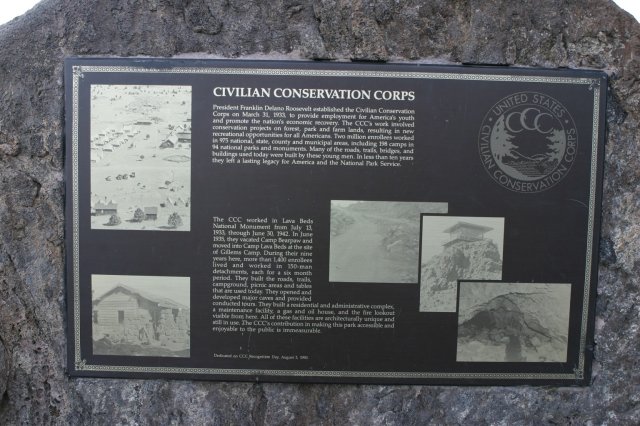 CIVILIAN CONSERVATION CORPS
President Franklin Delano Roosevelt established the Civilian Conservation
Corps on March 31, 1933, to provide employment for America's youth
and promote the nation's economic recovery. The CCC's work involved
conservation projects on forest, park and farm lands, resulting in new
recreational opportunities for all Americans. Two million enrollees worked
in 975 national, state, county and municipal areas, including 198 camps in
94 national parks and monuments. Many of the roads, trails, bridges, and
buildings used today were built by these young men. In less than ten years
they left a lasting legacy for America and the National Park Service.
UNITED STATES
CCC
CIVILIAN CONSERVATION CORPS
The CCC worked in Lava Beds
National Monument from July 13,
1933, through June 30, 1942. In June
1935, they vacated Camp Bearpaw and
moved into Camp Lava Beds at the site
of Gillems Camp. During their nine
years here, more than 1,400 enrollees
lived and worked in 150-man
detachments, each for a six month
period. They built the roads, trails,
campground, picnic areas and tables
that are used today. They opened and
developed major caves and provided
conducted tours. They built a residential and administrative complex,
a maintenance facility, a gas and oil house, and the fire lookout
visible from here. All of these facilities are architecturally unique and
still in use. The CCC's contribution in making this park accessible and
enjoyable to the public is immeasurable.
Dedicated on CCC Recognition Day, August 3,